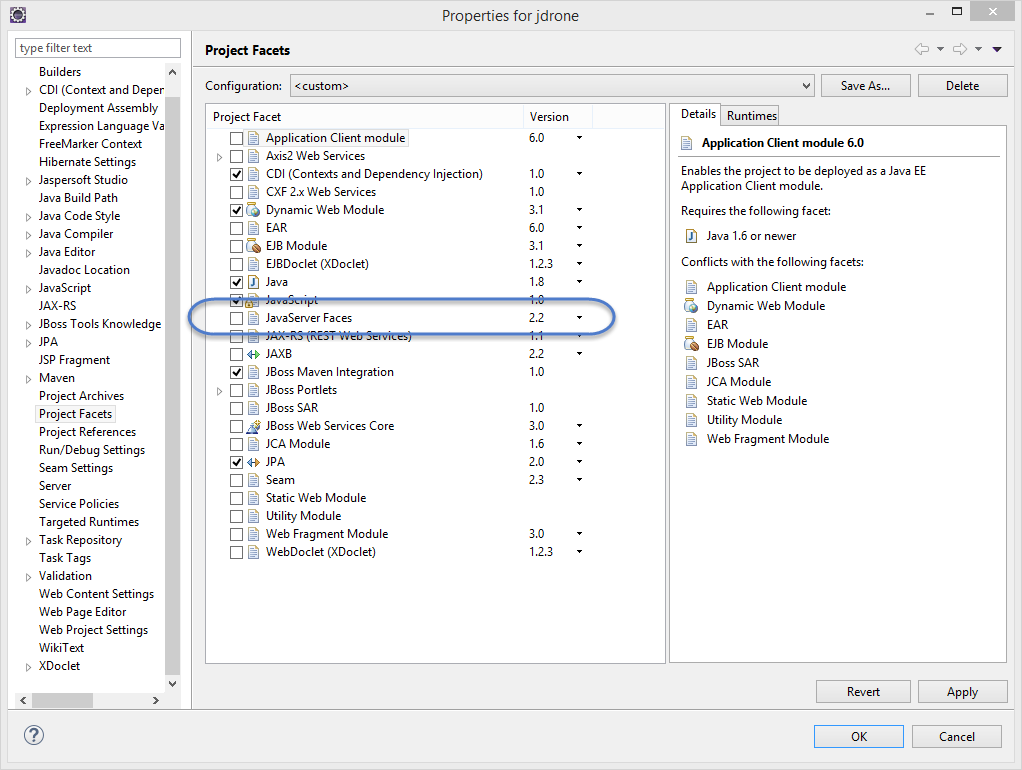 Properties for jdrone
type filter text
Builders
CDI (Context and Deper
Deployment Assembly
Expression Language Va
FreeMarker Context
Hibernate Settings
Jaspersoft Studio
Java Build Path
Java Code Style
Java Compiler
Java Editor
Javadoc Location
JavaScript
JAX-RS
JBoss Tools Knowledge
JPA
JSP Fragment
Maven
Project Archives
Project Facets
Project References
Run/Debug Settings
Seam Settings
Server
Service Policies
Targeted Runtimes
Task Repository
Task Tags
Validation
Web Content Settings
Web Page Editor
Web Project Settings
WikiText
XDoclet
Project Facets
Configuration: <custom> Save As... Delete
Project Facet Version
Application Client module 6.0
Axis2 Web Services
CDI (Contexts and Dependency Injection) 1.0
CXF 2.x Web Services 1.0
Dynamic Web Module 3.1
EAR 6.0
EJB Module 3.1
EJBDoclet (XDoclet) 1.2.3
Java 1.8
JavaScript 1.0
JavaServer Faces 2.2
JAX-RS (REST Web Services) 1.1
JAXB 2.2
JBoss Maven Integration 1.0
JBoss Portlets
JBoss SAR 1.0
JBoss Web Services Core 3.0
JCA Module 1.6
JPA 2.0
Seam 2.3
Static Web Module
Utility Module
Web Fragment Module 3.0
WebDoclet (XDoclet) 1.2.3
Details Runtimes
Application Client module 6.0
Enables the project to be deployed as a Java EE
Application Client module.
Requires the following facet:
Java 1.6 or newer
Conflicts with the following facets:
Application Client module
Dynamic Web Module
EAR
EJB Module
JBoss SAR
JCA Module
Static Web Module
Utility Module
Web Fragment Module
Revert Apply
OK Cancel